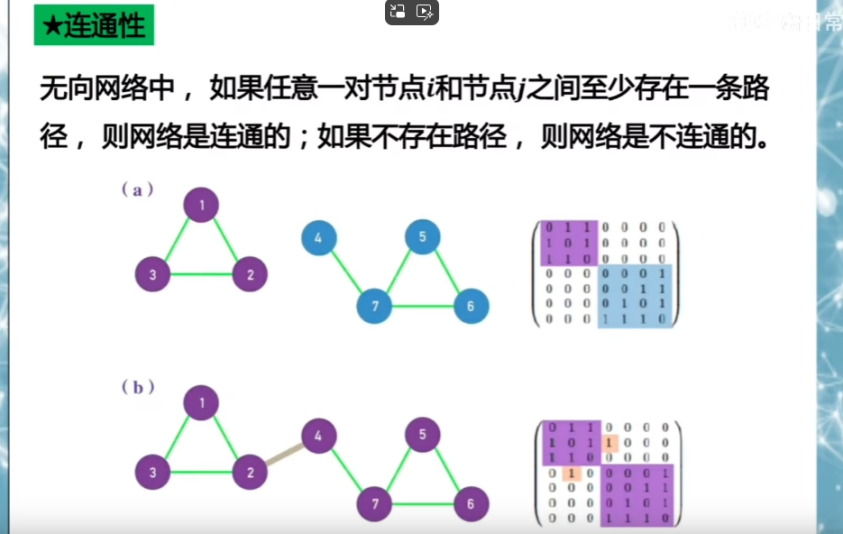 ★连通性
无向网络中， 如果任意一对节点i和节点j之间至少存在一条路
径， 则网络是连通的；如果不存在路径， 则网络是不连通的。
(a)
1
4
5
3
2
7
6
0 1 1 0 0 0 0
1 0 1 0 0 0 0
1 1 0 0 0 0 0
0 0 0 0 0 0 1
0 0 0 0 0 1 1
0 0 0 0 1 0 1
0 0 0 1 1 1 0
(b)
1
4
5
3
2
7
6
0 1 1 0 0 0 0
1 0 1 1 0 0 0
1 1 0 0 0 0 0
0 1 0 0 0 0 1
0 0 0 0 0 1 1
0 0 0 0 1 0 1
0 0 0 1 1 1 0